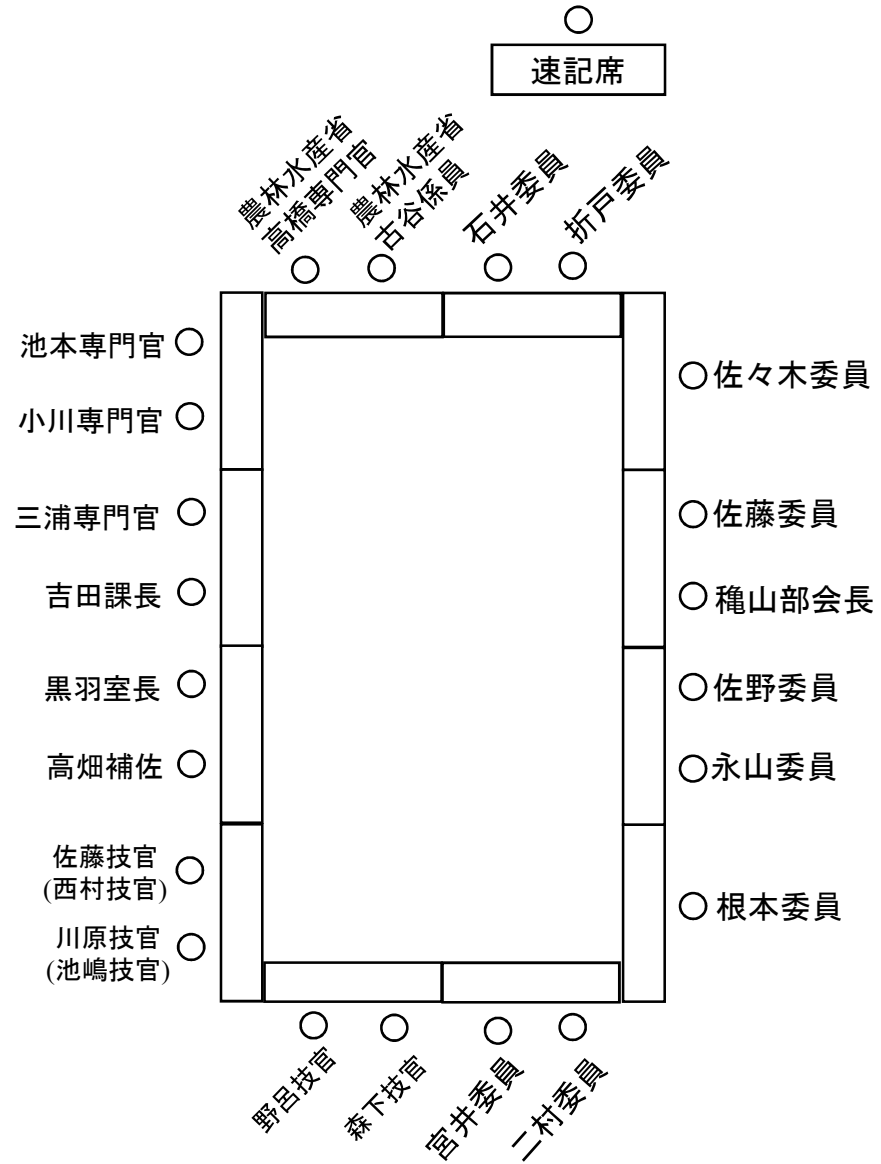 速記席
農林水産省
高橋専門官
農林水産省
古谷係員
石井委員
折戸委員
池本専門官
小川専門官
三浦専門官
吉田課長
黒羽室長
高畑補佐
佐藤技官
(西村技官)
川原技官
(池嶋技官)
佐々木委員
佐藤委員
穐山部会長
佐野委員
永山委員
根本委員
野呂技官
森下技官
宮井委員
二村委員